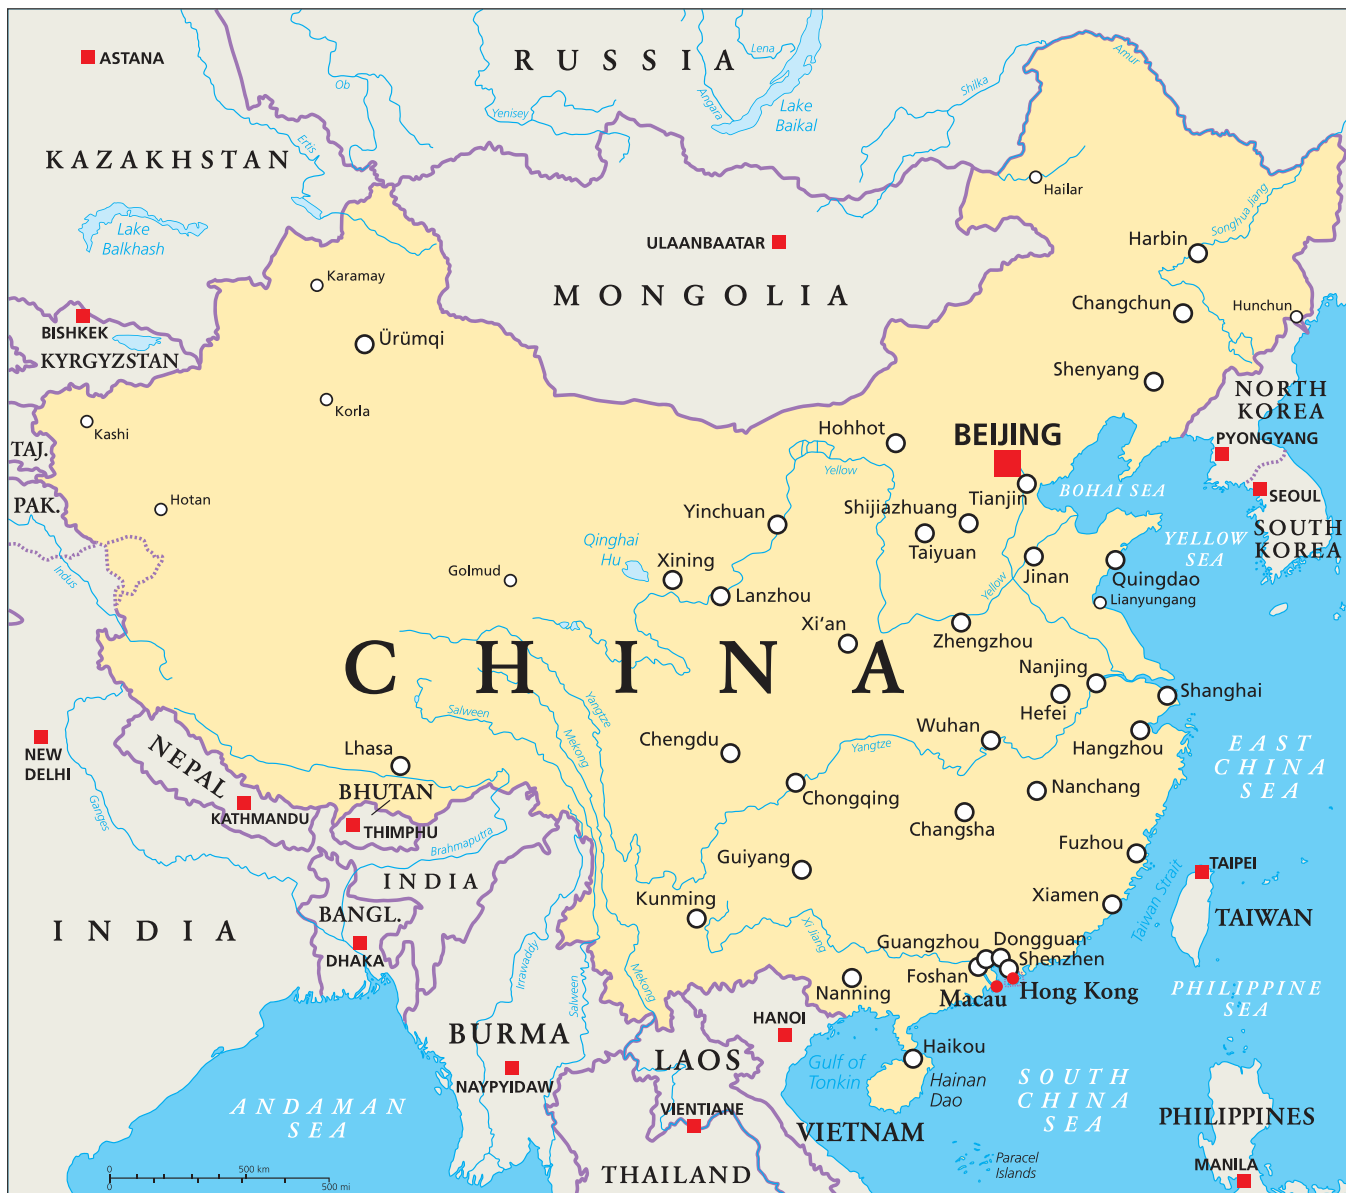 RUSSIA
ASTANA
Ob
Yenisey
Angara
Lena
Lake
Baikal
Shilka
Amur
KAZAKHSTAN
Ertis
Hailar
Lake
Balkhash
ULAANBAATAR
Songhua Jiang
Harbin
Karamay
MONGOLIA
Changchun
Hunchun
BISHKEK
KYRGYZSTAN
Ürümqi
Shenyang
NORTH
KOREA
Korla
Kashi
Hohhot
BEIJING
PYONGYANG
TAJ.
Yellow
BOHAI SEA
SEOUL
PAK.
Hotan
Yinchuan
Shijiazhuang
Tianjin
SOUTH
KOREA
Taiyuan
YELLOW
SEA
Qinghai
Hu
Xining
Jinan
Quingdao
Indus
Golmud
Lanzhou
Yellow
Lianyungang
Xi'an
Zhengzhou
CHINA
Nanjing
Shanghai
Salween
Yangtze
Mekong
Hefei
NEW
DELHI
NEPAL
Lhasa
Chengdu
Wuhan
Yangtze
Hangzhou
EAST
CHINA
SEA
BHUTAN
Chongqing
Nanchang
Ganges
KATHMANDU
THIMPHU
Changsha
Brahmaputra
Fuzhou
Guiyang
TAIPEI
INDIA
Kunming
Xiamen
Taiwan Strait
BANGL.
TAIWAN
INDIA
Xi Jiang
Guangzhou
Dongguan
DHAKA
Irrawaddy
Salween
Mekong
Foshan
Shenzhen
Nanning
Macau
Hong Kong
PHILIPPINE
SEA
HANOI
BURMA
LAOS
Haikou
Gulf of
Tonkin
Hainan
Dao
NAYPYIDAW
SOUTH
CHINA
SEA
ANDAMAN
SEA
VIENTIANE
VIETNAM
PHILIPPINES
Paracel
Islands
THAILAND
MANILA
0
500 km
0
500 mi